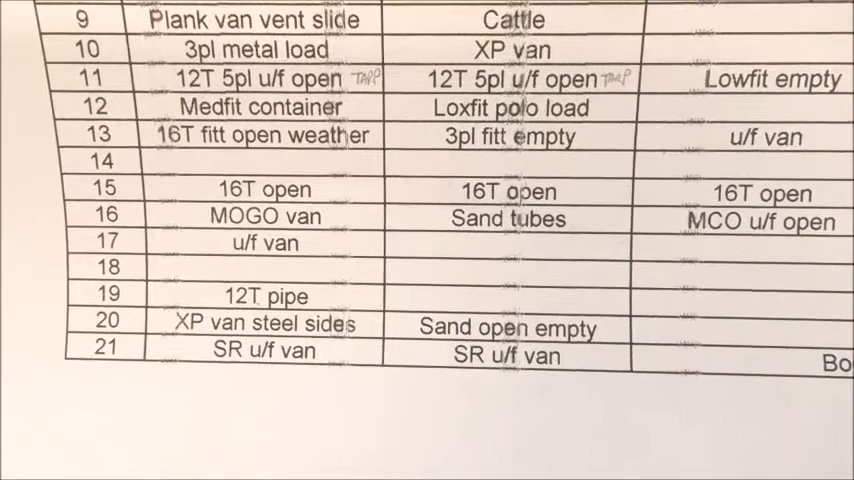 9 Plank van vent slide Cattle
10 3pl metal load XP van
11 12T 5pl u/f open TARP 12T 5pl u/f open TARP Lowfit empty
12 Medfit container Loxfit polo load
13 16T fitt open weather 3pl fitt empty u/f van
14
15 16T open 16T open 16T open
16 MOGO van Sand tubes MCO u/f open
17 u/f van
18
19 12T pipe
20 XP van steel sides Sand open empty
21 SR u/f van SR u/f van Bo